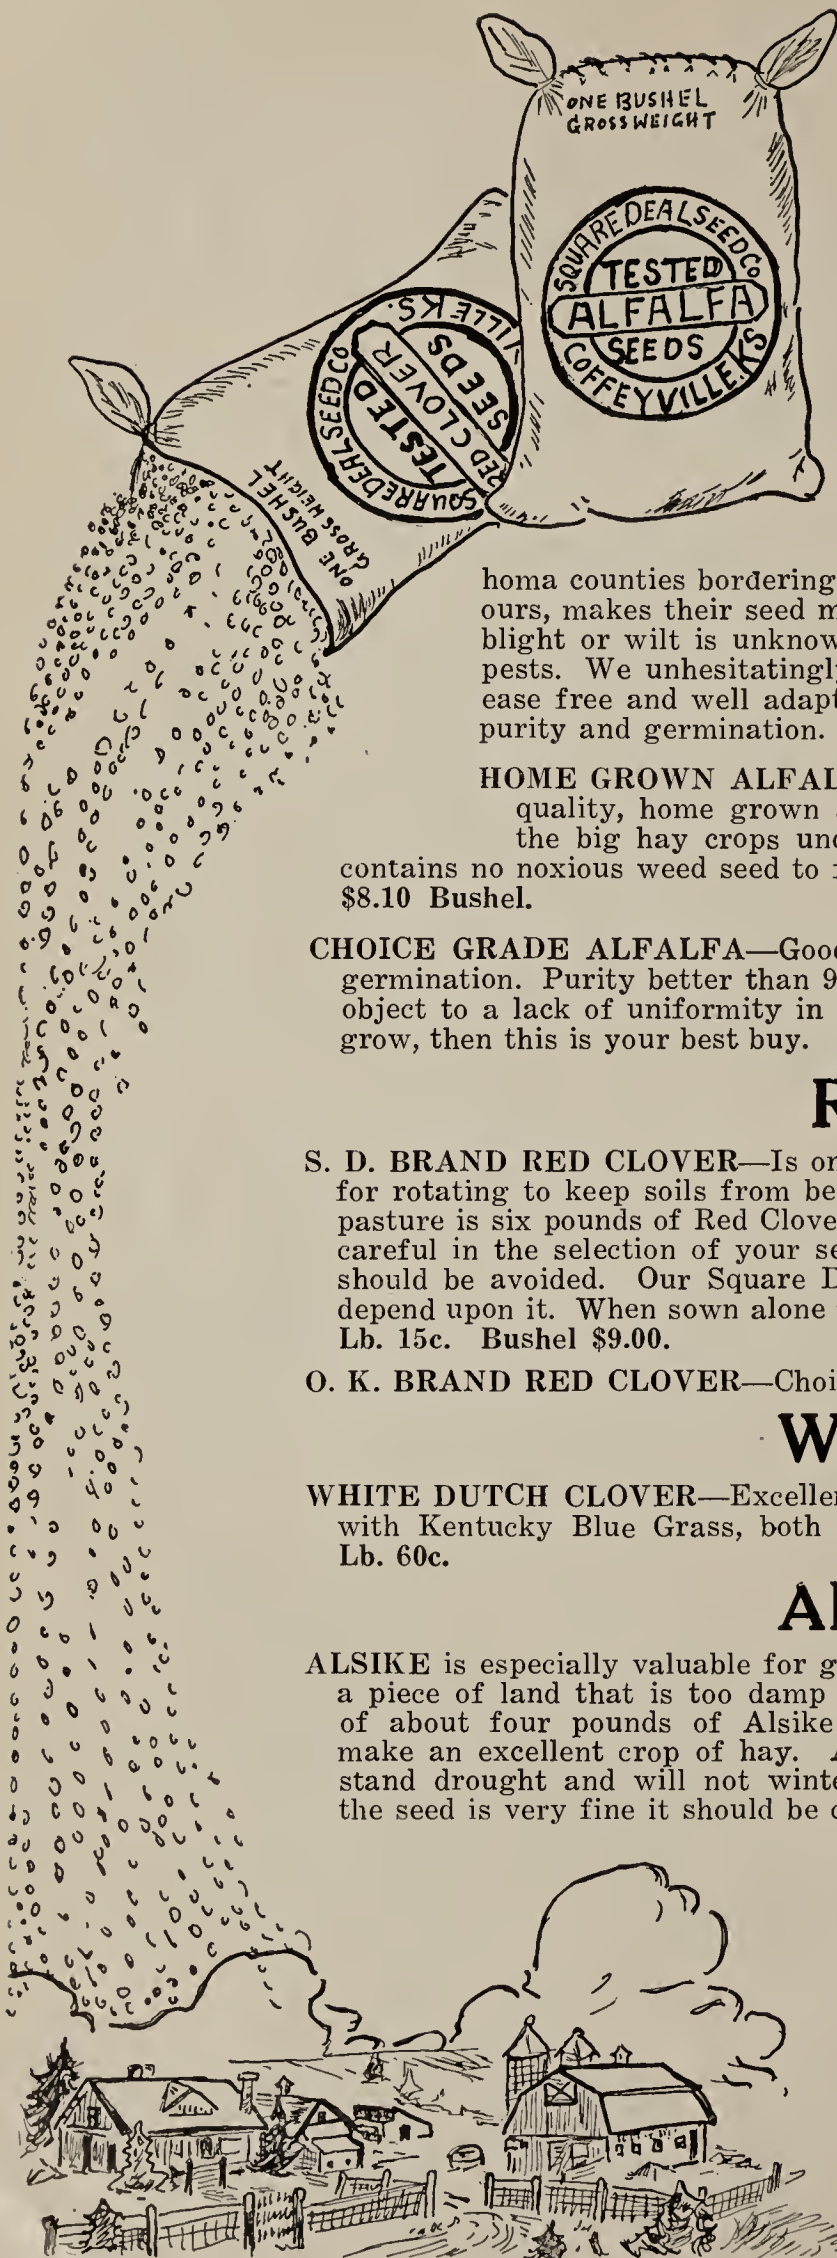 ONE BUSHEL
GROSS WEIGHT
SQUARE DEAL SEED CO
TESTED
ALFALFA
SEEDS
COFFEYVILLE.KS
SQUARE DEAL SEED CO
VILLE KS.
TESTED
RED CLOVER
SEEDS
ONE BUSHEL
GROSS WEIGHT
homa counties bordering
ours, makes their seed m
blight or wilt is unknow
pests. We unhesitatingly
ease free and well adapt
purity and germination.
HOME GROWN ALFAL
quality, home grown
the big hay crops und
contains no noxious weed seed to
$8.10 Bushel.
CHOICE GRADE ALFALFA—Good
germination. Purity better than 9
object to a lack of uniformity in
grow, then this is your best buy.
R
S. D. BRAND RED CLOVER—Is on
for rotating to keep soils from be
pasture is six pounds of Red Clove
careful in the selection of your se
should be avoided. Our Square D
depend upon it. When sown alone
Lb. 15c. Bushel $9.00.
O. K. BRAND RED CLOVER—Choi
W
WHITE DUTCH CLOVER—Excellen
with Kentucky Blue Grass, both
Lb. 60c.
Al
ALSIKE is especially valuable for g
a piece of land that is too damp
of about four pounds of Alsike
make an excellent crop of hay. A
stand drought and will not winte
the seed is very fine it should be c